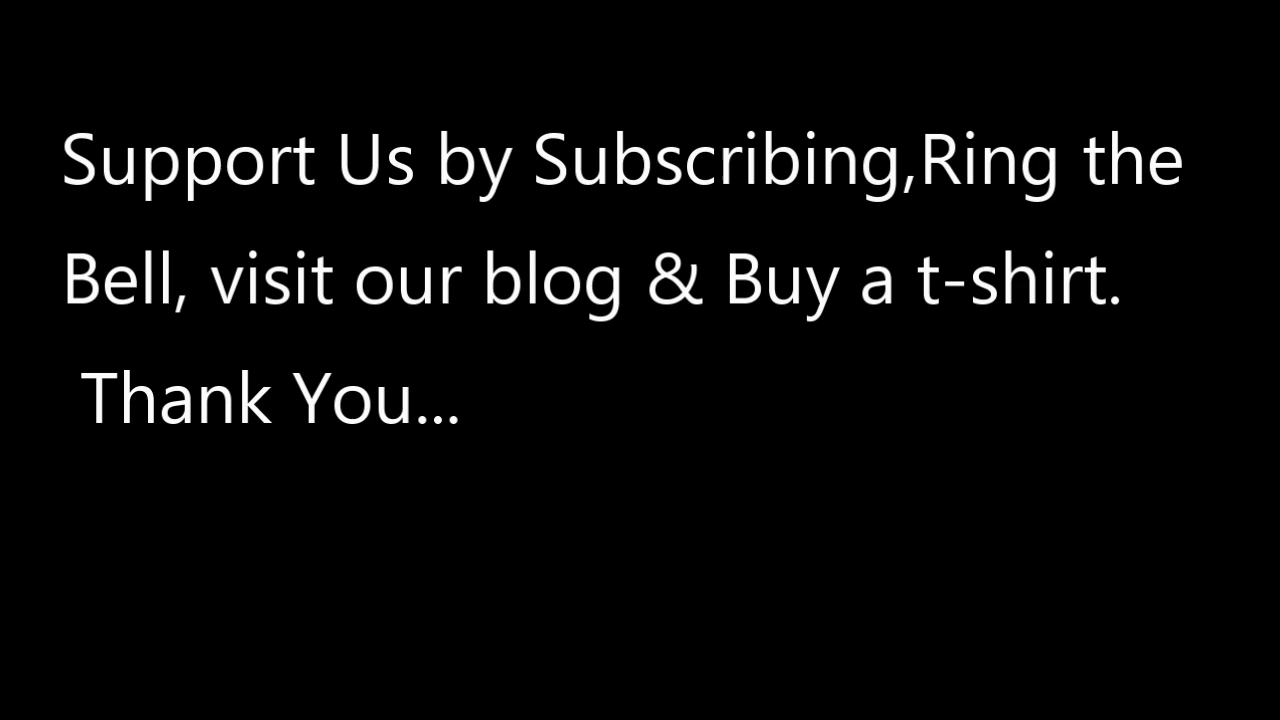 Support Us by Subscribing,Ring the
Bell, visit our blog & Buy a t-shirt.
Thank You...